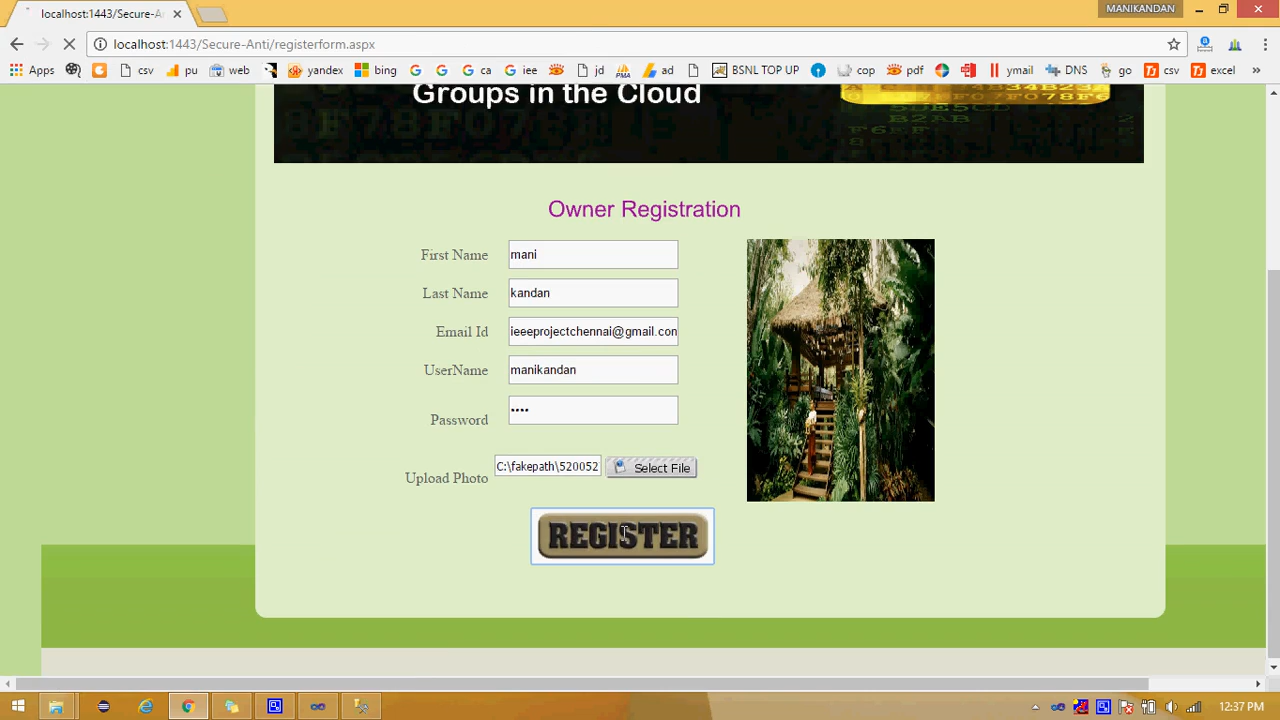 localhost:1443/Secure-An
MANIKANDAN
localhost:1443/Secure-Anti/registerform.aspx
Apps csv pu web yandex bing ca iee jd PMA ad BSNL TOP UP cop pdf ymail DNS go csv excel »
Groups in the Cloud
Owner Registration
First Name mani
Last Name kandan
Email Id ieeeprojectchennai@gmail.con
UserName manikandan
Password ••••
Upload Photo C:\fakepath\520052 Select File
REGISTER
12:37 PM